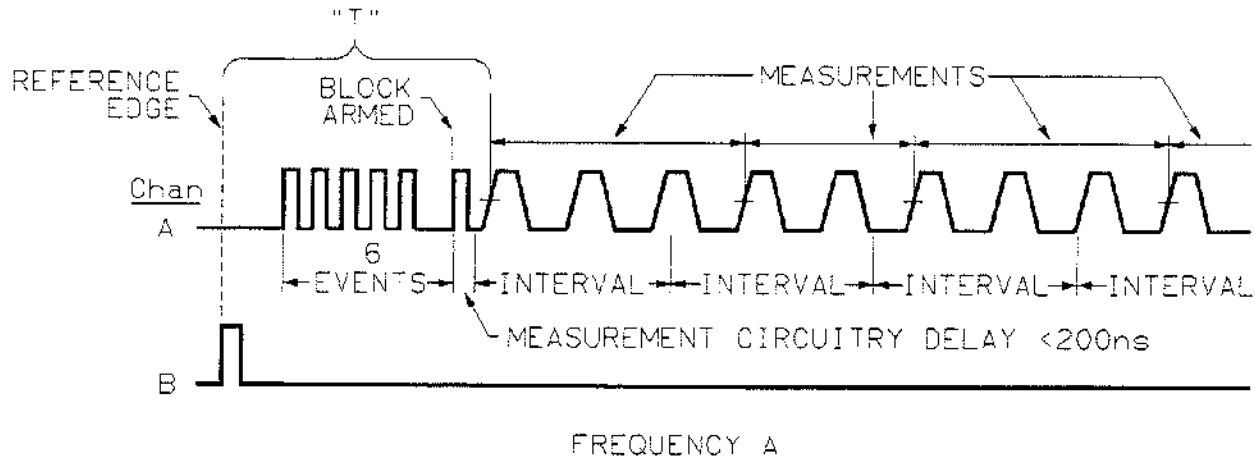 "T"
REFERENCE
EDGE
BLOCK
ARMED
MEASUREMENTS
Chan
A
6
EVENTS
INTERVAL
INTERVAL
INTERVAL
INTERVAL
MEASUREMENT CIRCUITRY DELAY <200ns
B
FREQUENCY A